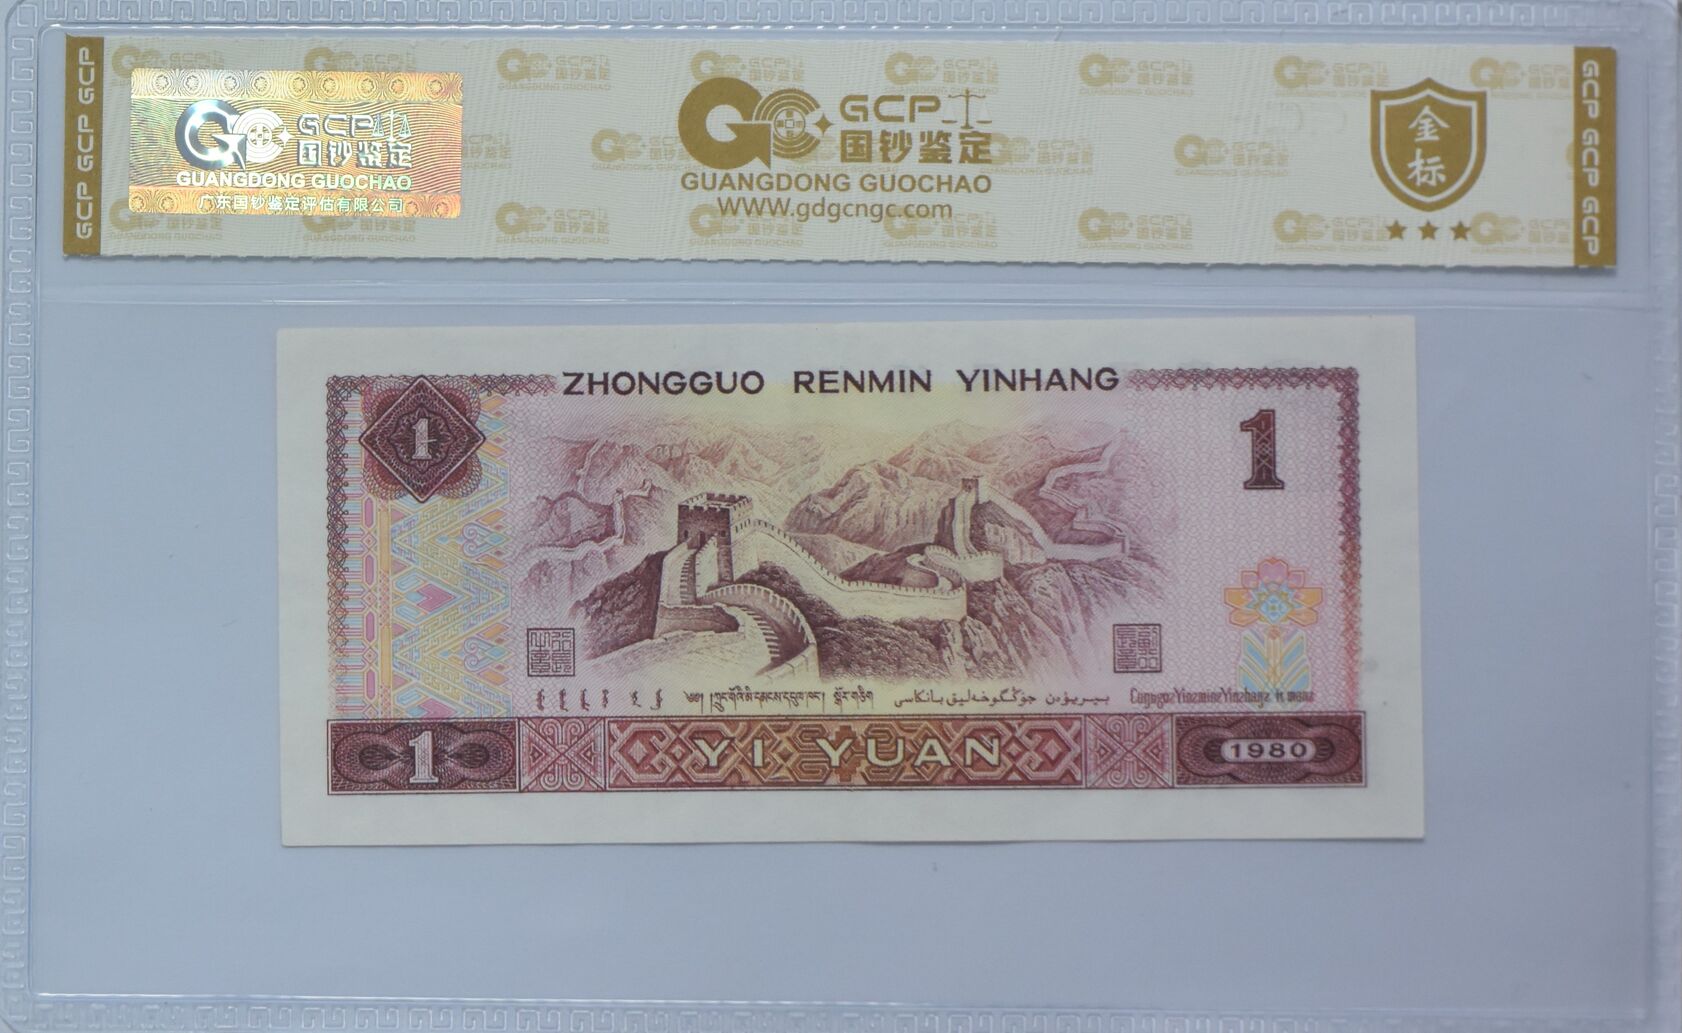 GCP GCP GCP
GCP
国钞鉴定
GUANGDONG GUOCHAO
广东国钞鉴定评估有限公司
GCP
国钞鉴定
GUANGDONG GUOCHAO
www.gdgcngc.com
金
标
GCP GCP GCP
ZHONGGUO RENMIN YINHANG
1
1
YI YUAN
1
1980